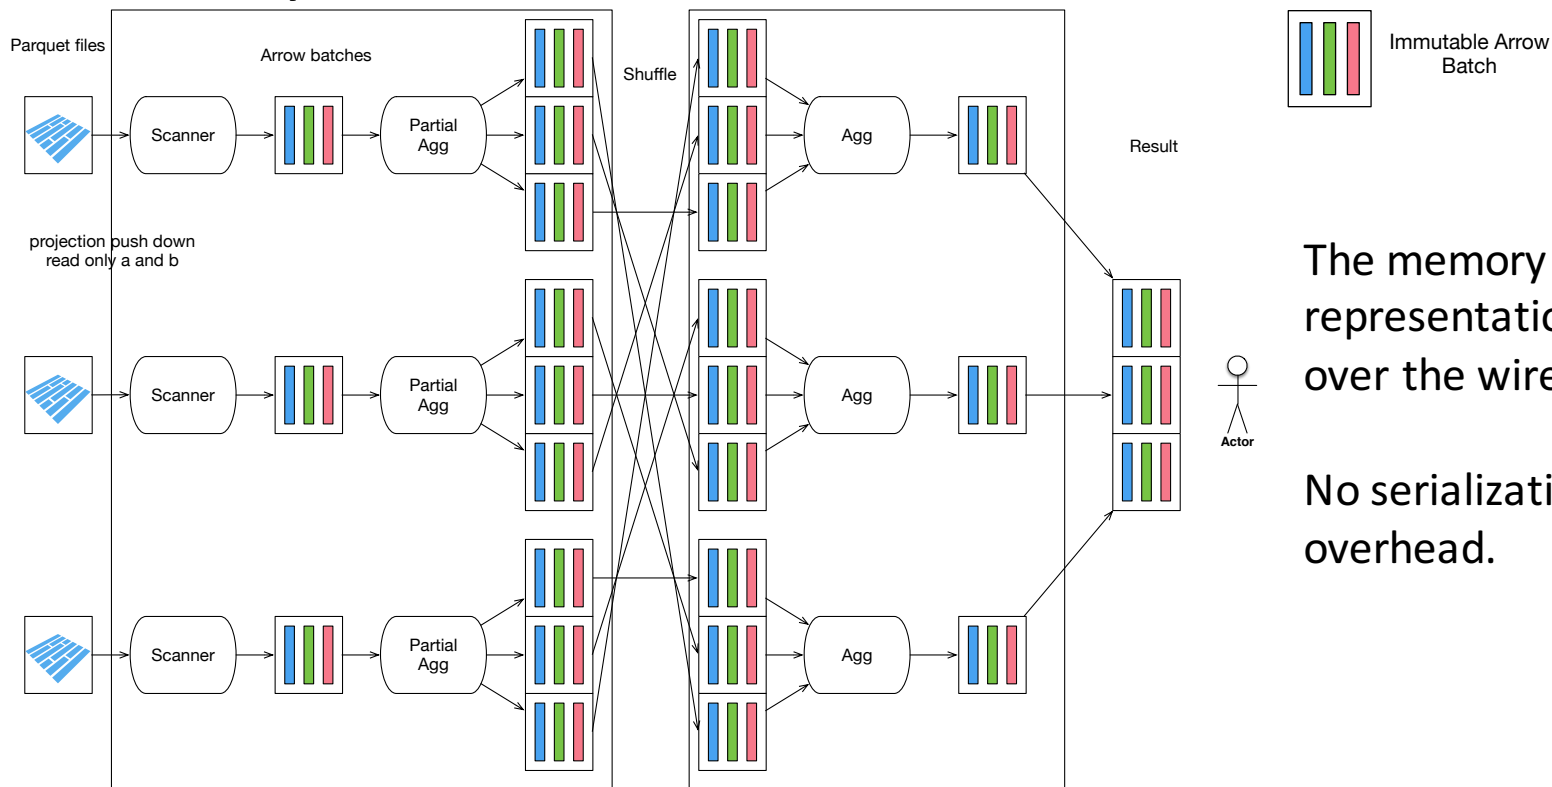 Parquet files
Arrow batches
Shuffle
Immutable Arrow
Batch
Scanner
Partial
Agg
Agg
Result
projection push down
read only a and b
The memory
representatio
over the wire
Scanner
Partial
Agg
Agg
Actor
No serializati
overhead.
Scanner
Partial
Agg
Agg